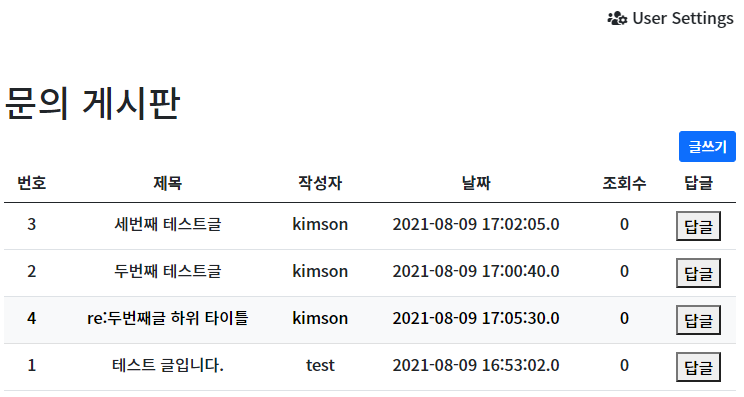 User Settings
문의 게시판
글쓰기
번호 제목 작성자 날짜 조회수 답글
3 세번째 테스트글 kimson 2021-08-09 17:02:05.0 0 답글
2 두번째 테스트글 kimson 2021-08-09 17:00:40.0 0 답글
4 re:두번째글 하위 타이틀 kimson 2021-08-09 17:05:30.0 0 답글
1 테스트 글입니다. test 2021-08-09 16:53:02.0 0 답글